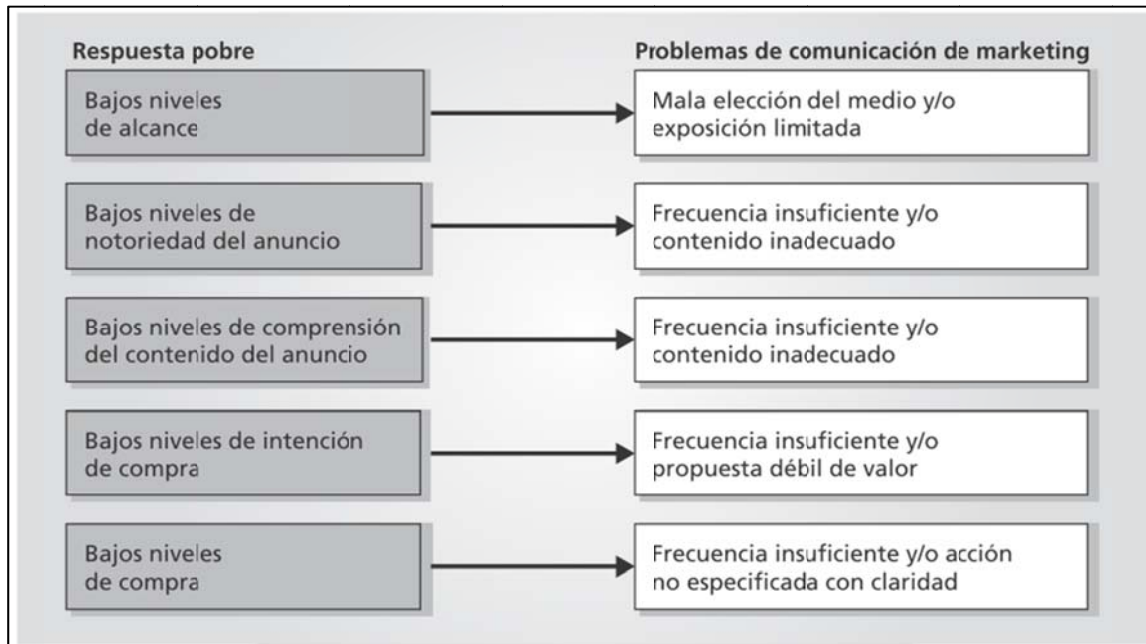 Respuesta pobre
Problemas de comunicación de marketing
Bajos niveles
de alcance
Mala elección del medio y/o
exposición limitada
Bajos niveles de
notoriedad del anuncio
Frecuencia insuficiente y/o
contenido inadecuado
Bajos niveles de comprensión
del contenido del anuncio
Frecuencia insuficiente y/o
contenido inadecuado
Bajos niveles de intención
de compra
Frecuencia insuficiente y/o
propuesta débil de valor
Bajos niveles
de compra
Frecuencia insuficiente y/o acción
no especificada con claridad